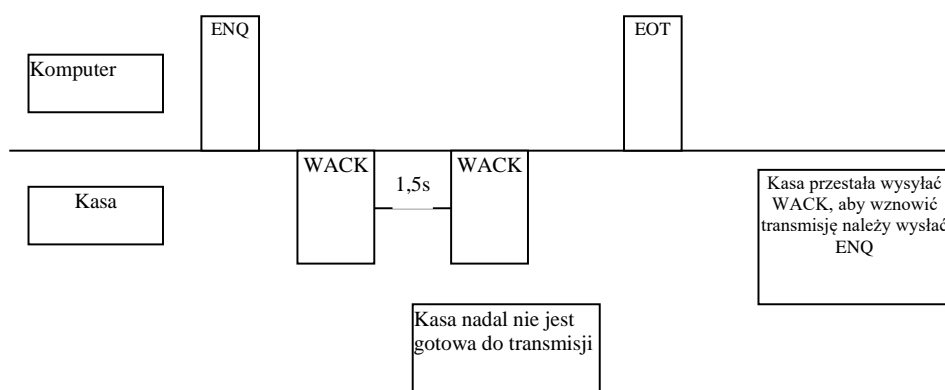 ENQ
EOT
Komputer
WACK
WACK
1,5s
Kasa
Kasa przestała wysyłać
WACK, aby wznowić
transmisję należy wysłać
ENQ
Kasa nadal nie jest
gotowa do transmisji